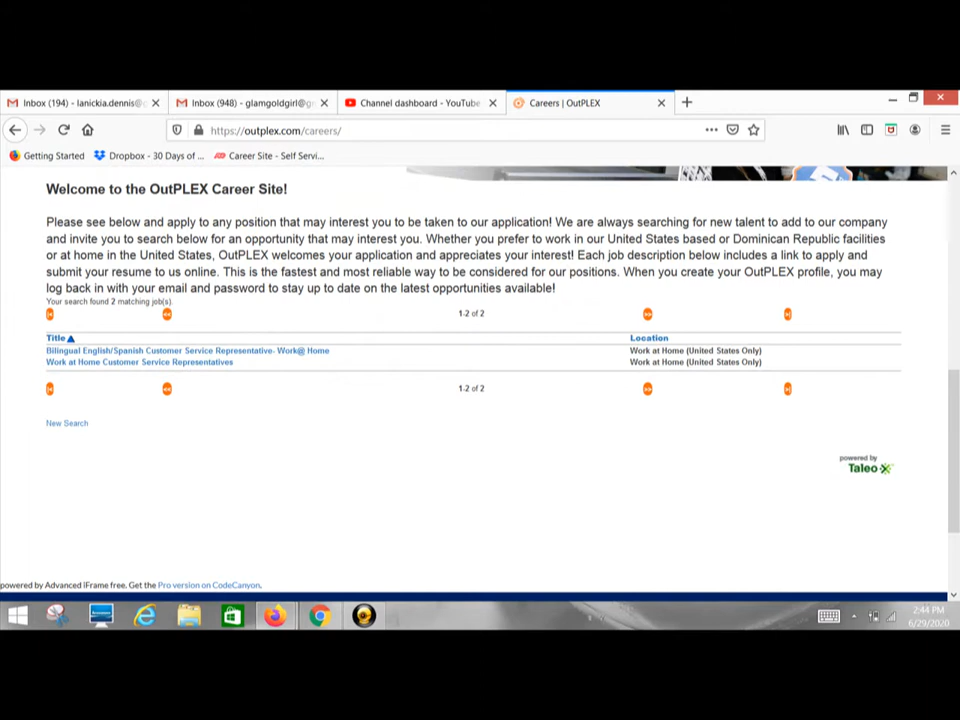 Inbox (194) - lanickia.dennis@g
Inbox (948) - glamgoldgirl@gr
Channel dashboard - YouTube
Careers | OutPLEX
https://outplex.com/careers/
Getting Started
Dropbox - 30 Days of ...
Career Site - Self Servi...
Welcome to the OutPLEX Career Site!
Please see below and apply to any position that may interest you to be taken to our application! We are always searching for new talent to add to our company
and invite you to search below for an opportunity that may interest you. Whether you prefer to work in our United States based or Dominican Republic facilities
or at home in the United States, OutPLEX welcomes your application and appreciates your interest! Each job description below includes a link to apply and
submit your resume to us online. This is the fastest and most reliable way to be considered for our positions. When you create your OutPLEX profile, you may
log back in with your email and password to stay up to date on the latest opportunities available!
Your search found 2 matching job(s).
1-2 of 2
Title Location
Bilingual English/Spanish Customer Service Representative- Work@ Home Work at Home (United States Only)
Work at Home Customer Service Representatives Work at Home (United States Only)
1-2 of 2
New Search
powered by
Taleo
powered by Advanced iFrame free. Get the Pro version on CodeCanyon.
2:44 PM
6/29/2020